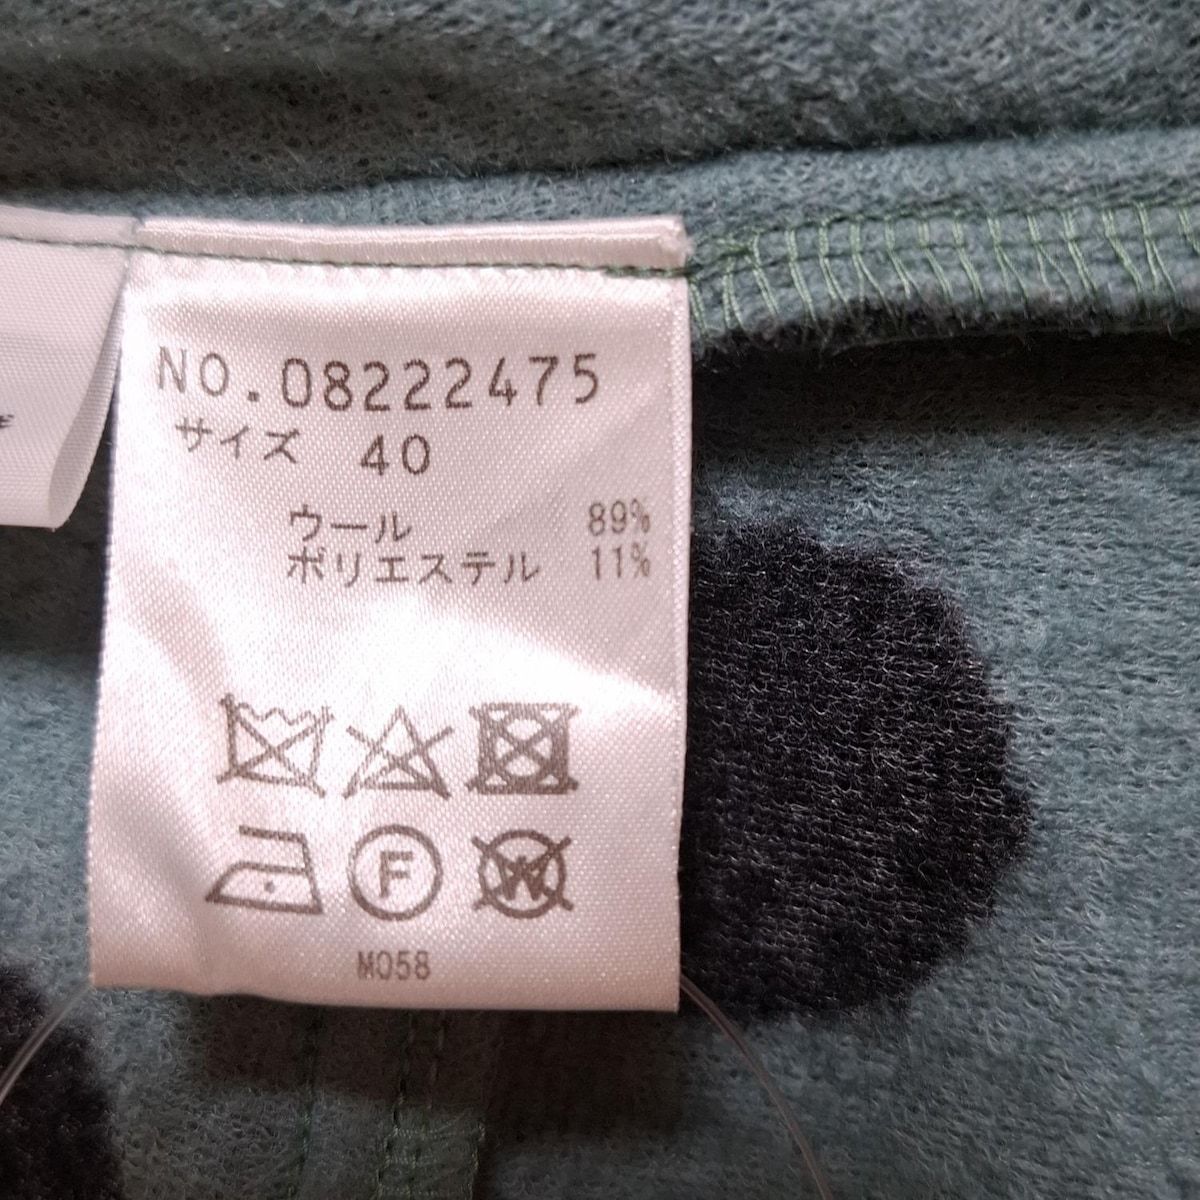 NO.08222475
サイズ 40
ウール 89%
ポリエステル 11%
F W
M058